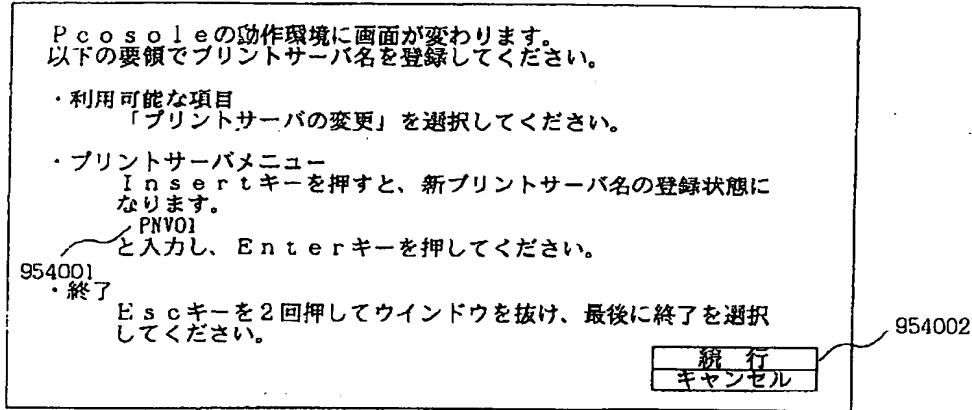 Ｐｃｏｓｏｌｅの動作環境に画面が変わります。
以下の要領でプリントサーバ名を登録してください。
・利用可能な項目
「プリントサーバの変更」を選択してください。
・プリントサーバメニュー
Ｉｎｓｅｒｔキーを押すと、新プリントサーバ名の登録状態に
なります。
PNV01
と入力し、Ｅｎｔｅｒキーを押してください。
954001
・終了
Ｅｓｃキーを２回押してウインドウを抜け、最後に終了を選択
してください。
954002
続 行
キャンセル